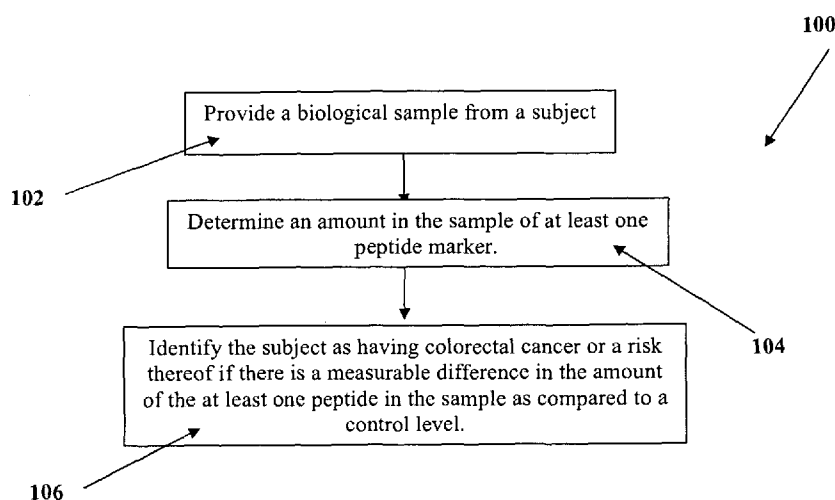 100
Provide a biological sample from a subject
102
Determine an amount in the sample of at least one
peptide marker.
104
Identify the subject as having colorectal cancer or a risk
thereof if there is a measurable difference in the amount
of the at least one peptide in the sample as compared to a
control level.
106